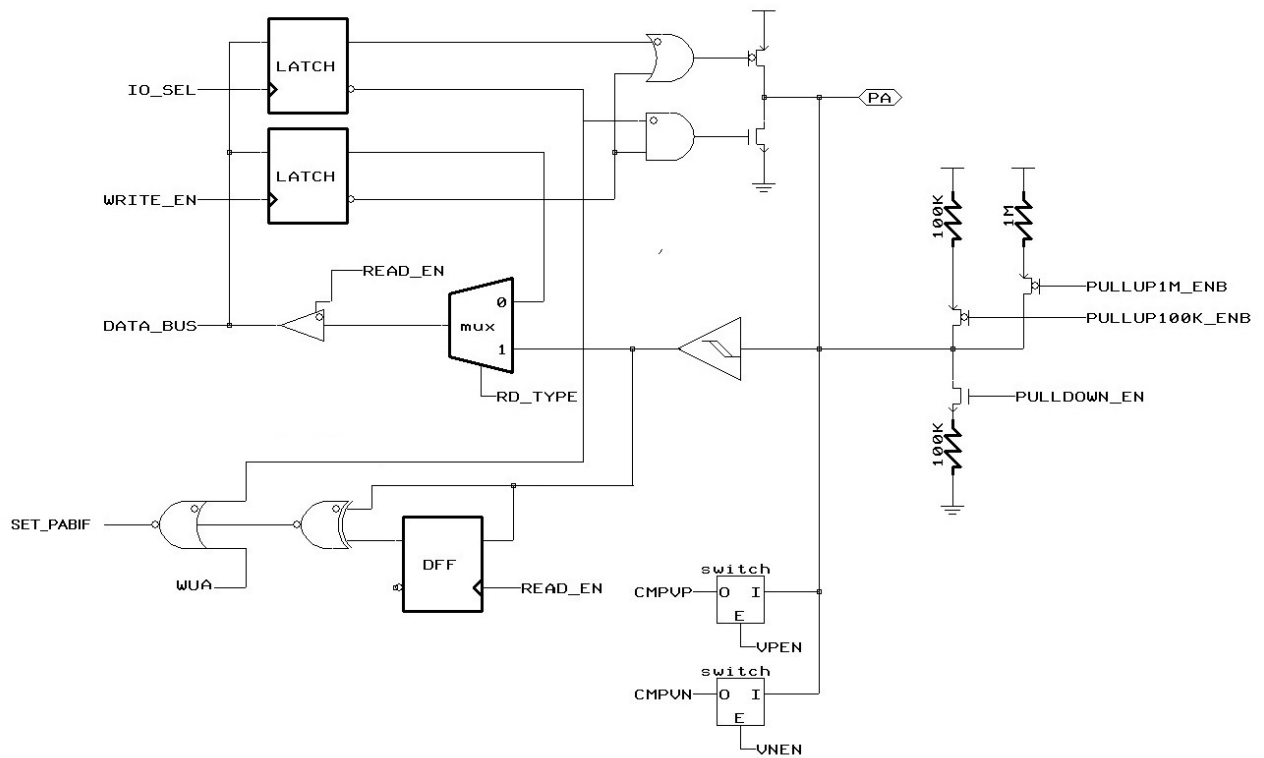 LATCH
IO_SEL
PA
LATCH
WRITE_EN
100K
1M
READ_EN
PULLUP1M_ENB
0
PULLUP100K_ENB
DATA_BUS
mux
1
RD_TYPE
PULLDOWN_EN
100K
SET_PABIF
DFF
WUA
READ_EN
switch
CMPVP
O I
E
VPEN
switch
CMPVN
O I
E
VNEN